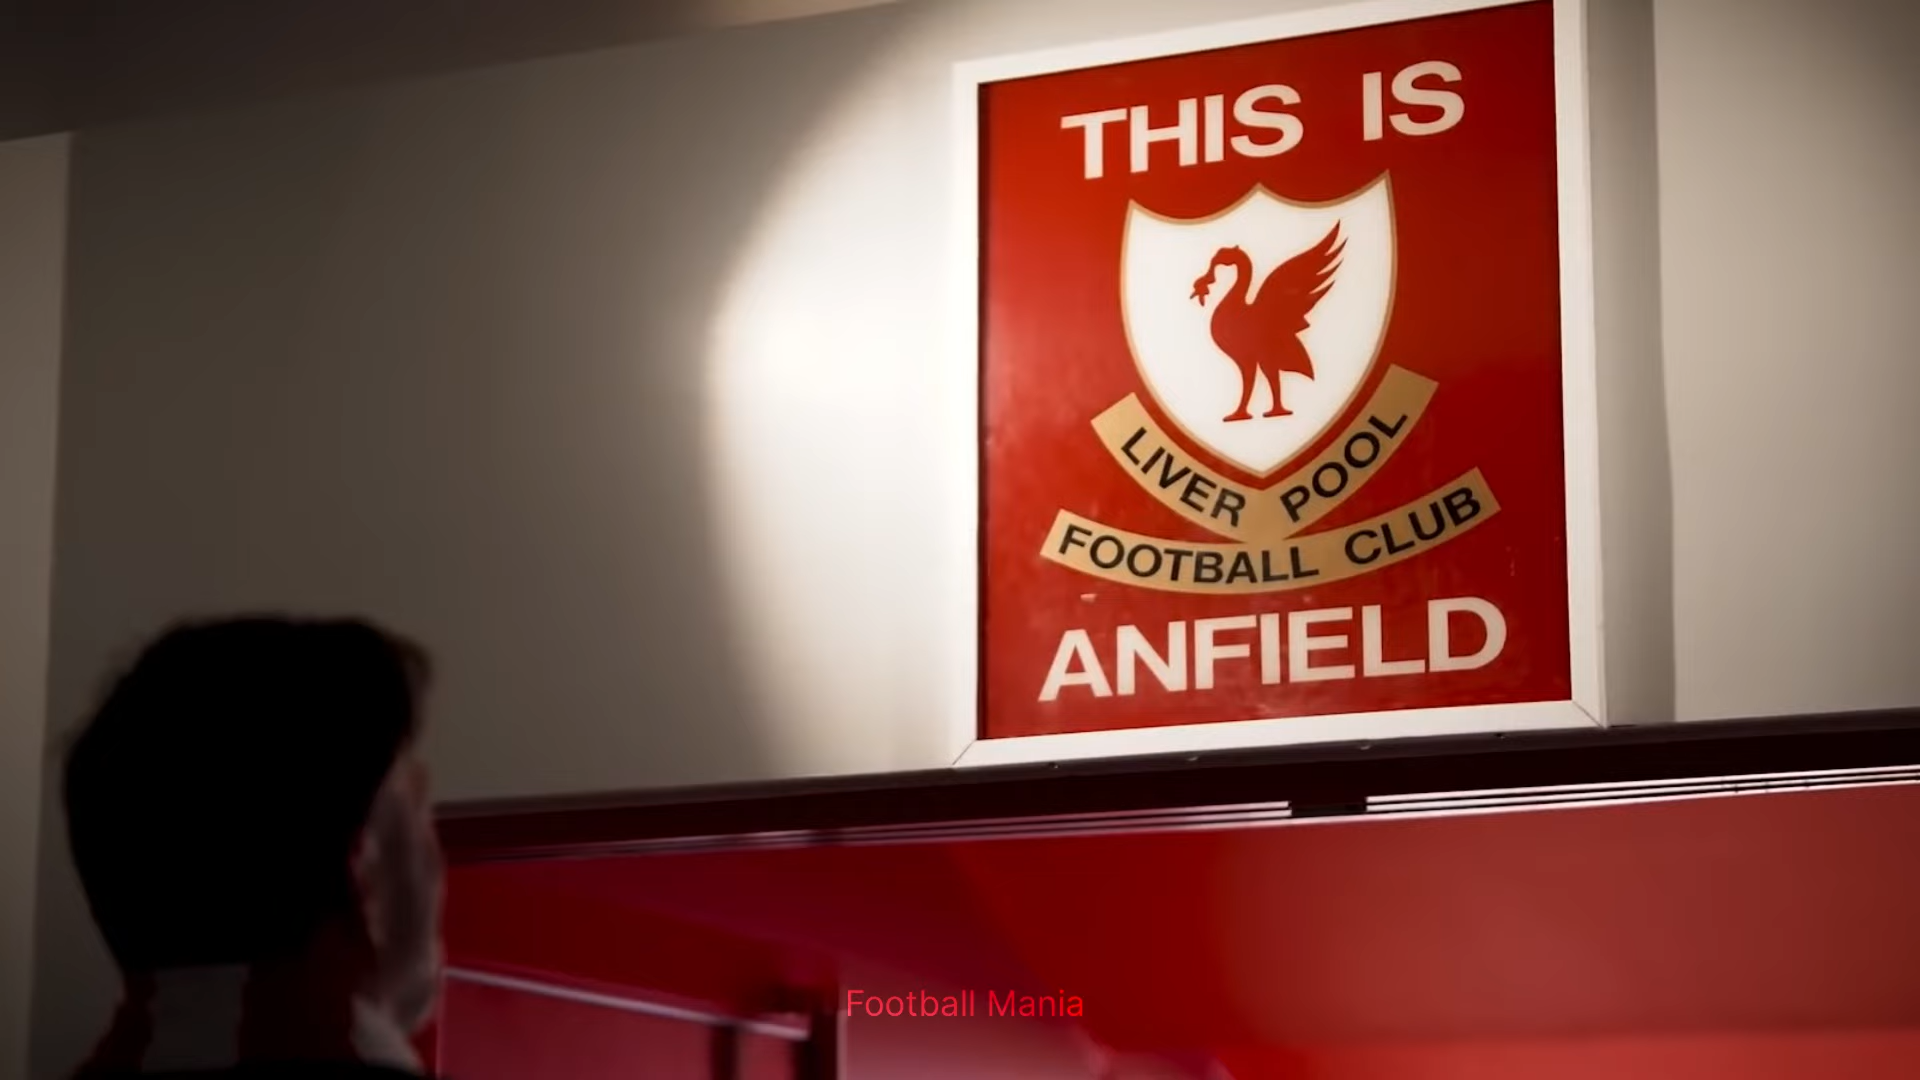 THIS IS
LIVER POOL
FOOTBALL CLUB
ANFIELD
Football Mania